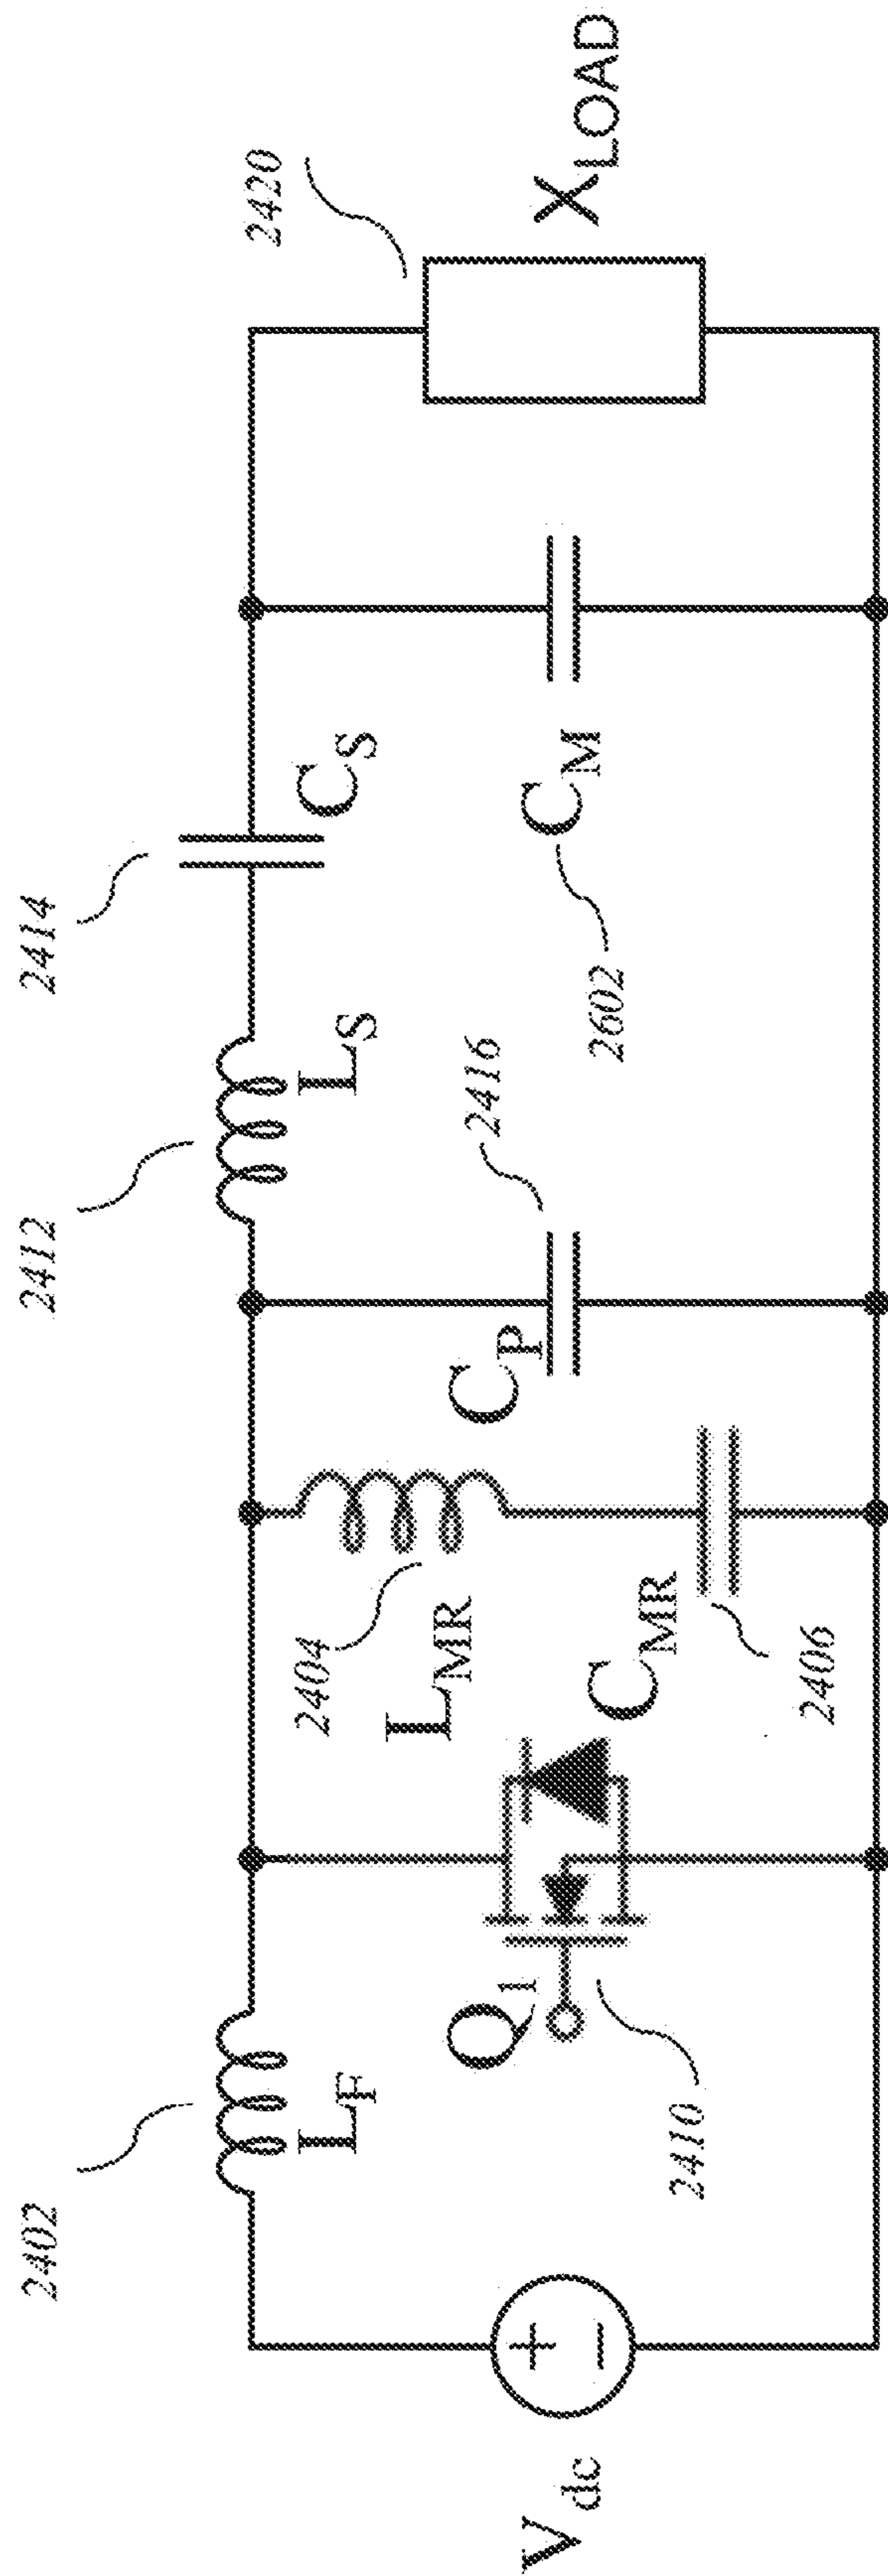 2402
L_F
V_dc
+
−
Q_1
2410
2404
L_MR
C_MR
2406
C_P
2416
2412
L_S
2414
C_S
C_M
2602
2420
X_LOAD